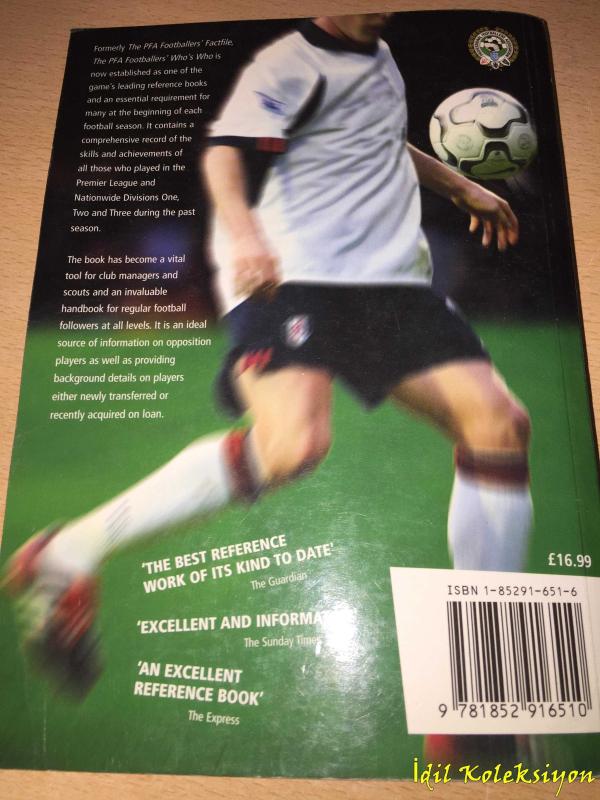 Formerly The PFA Footballers' Factfile,
The PFA Footballers' Who's Who is
now established as one of the
game's leading reference books
and an essential requirement for
many at the beginning of each
football season. It contains a
comprehensive record of the
skills and achievements of
all those who played in the
Premier League and
Nationwide Divisions One,
Two and Three during the past
season.
The book has become a vital
tool for club managers and
scouts and an invaluable
handbook for regular football
followers at all levels. It is an ideal
source of information on opposition
players as well as providing
background details on players
either newly transferred or
recently acquired on loan.
'THE BEST REFERENCE
WORK OF ITS KIND TO DATE'
The Guardian
'EXCELLENT AND
The Sunday Times
'AN EXCELLENT
REFERENCE BOOK'
The Express
£16.99
ISBN 1-85291-651-6
9 781852 916510
İdil Koleksiyon